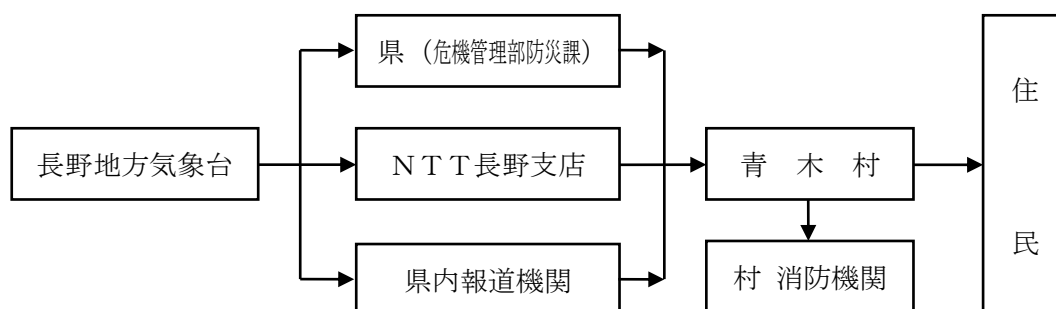 県（危機管理部防災課）
長野地方気象台
ＮＴＴ長野支店
県内報道機関
青　木　村
村 消防機関
住
民